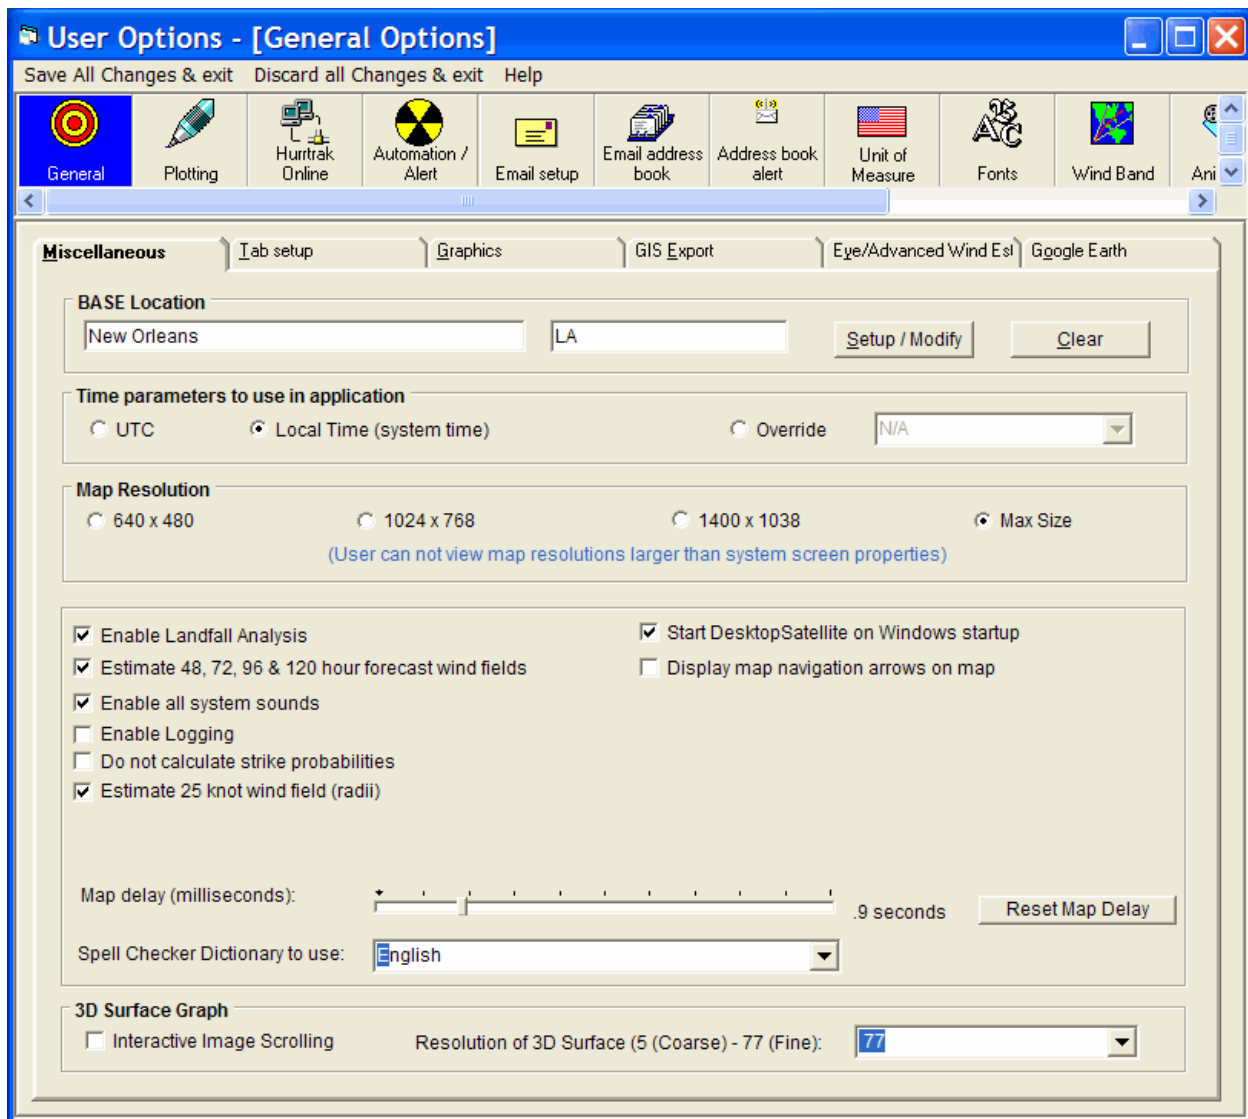 User Options - [General Options]
Save All Changes & exit Discard all Changes & exit Help
General Plotting Hurrtrak Online Automation / Alert Email setup Email address book Address book alert Unit of Measure Fonts Wind Band Ani
Miscellaneous Tab setup Graphics GIS Export Eye/Advanced Wind Esl Google Earth
BASE Location
New Orleans LA Setup / Modify Clear
Time parameters to use in application
UTC Local Time (system time) Override N/A
Map Resolution
640 x 480 1024 x 768 1400 x 1038 Max Size
(User can not view map resolutions larger than system screen properties)
Enable Landfall Analysis Start DesktopSatellite on Windows startup
Estimate 48, 72, 96 & 120 hour forecast wind fields Display map navigation arrows on map
Enable all system sounds
Enable Logging
Do not calculate strike probabilities
Estimate 25 knot wind field (radii)
Map delay (milliseconds): .9 seconds Reset Map Delay
Spell Checker Dictionary to use: English
3D Surface Graph
Interactive Image Scrolling Resolution of 3D Surface (5 (Coarse) - 77 (Fine): 77